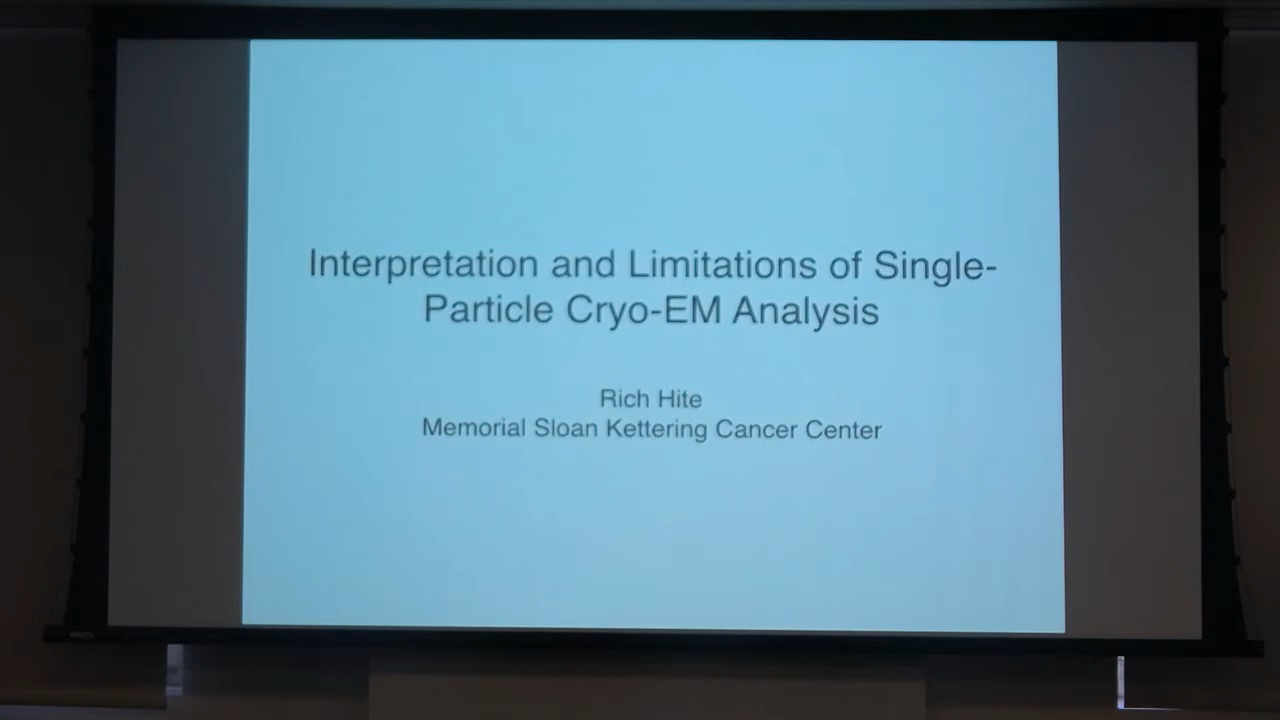 Interpretation and Limitations of Single-
Particle Cryo-EM Analysis
Rich Hite
Memorial Sloan Kettering Cancer Center